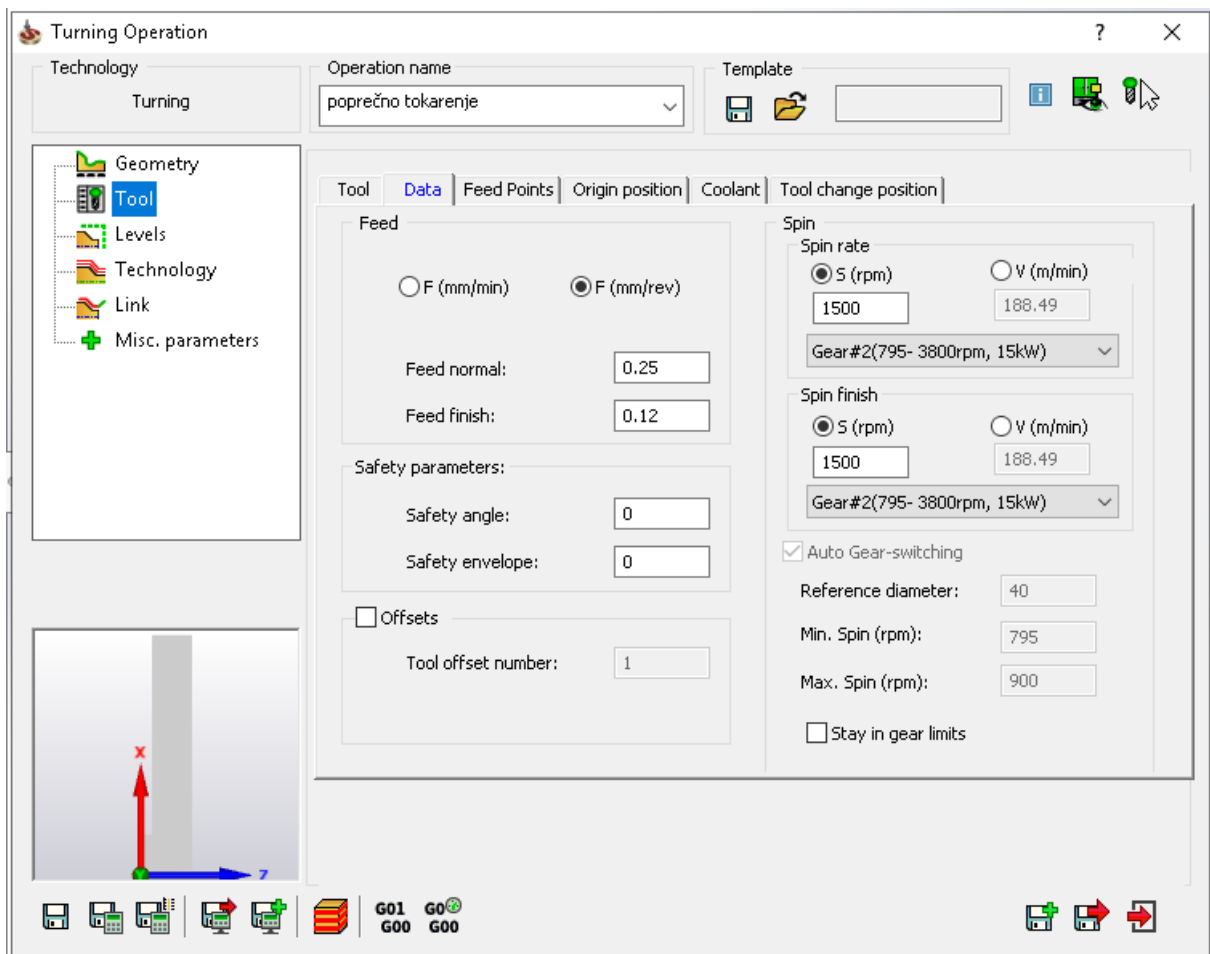 Turning Operation
?
Technology
Turning
Operation name
poprečno tokarenje
Template
Geometry
Tool
Levels
Technology
Link
Misc. parameters
Tool Data Feed Points Origin position Coolant Tool change position
Feed
F (mm/min) F (mm/rev)
Feed normal: 0.25
Feed finish: 0.12
Safety parameters:
Safety angle: 0
Safety envelope: 0
Offsets
Tool offset number: 1
Spin
Spin rate
S (rpm) V (m/min)
1500 188.49
Gear#2(795- 3800rpm, 15kW)
Spin finish
S (rpm) V (m/min)
1500 188.49
Gear#2(795- 3800rpm, 15kW)
Auto Gear-switching
Reference diameter: 40
Min. Spin (rpm): 795
Max. Spin (rpm): 900
Stay in gear limits
X
Z
G01 G0
G00 G00